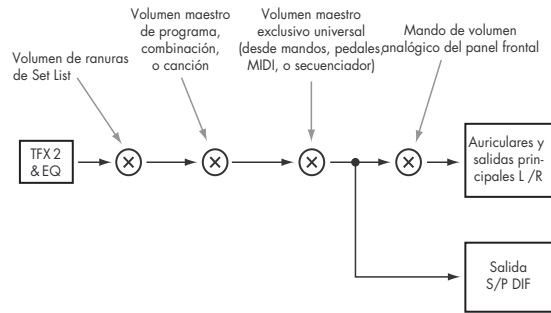 Volumen de ranuras
de Set List
Volumen maestro
de programa,
combinación,
o canción
Volumen maestro
exclusivo universal
(desde mandos, pedales,
MIDI, o secuenciador)
Mando de volumen
analógico del panel frontal
TFX 2
& EQ
Auriculares y
salidas prin-
cipales L /R
Salida
S/P DIF